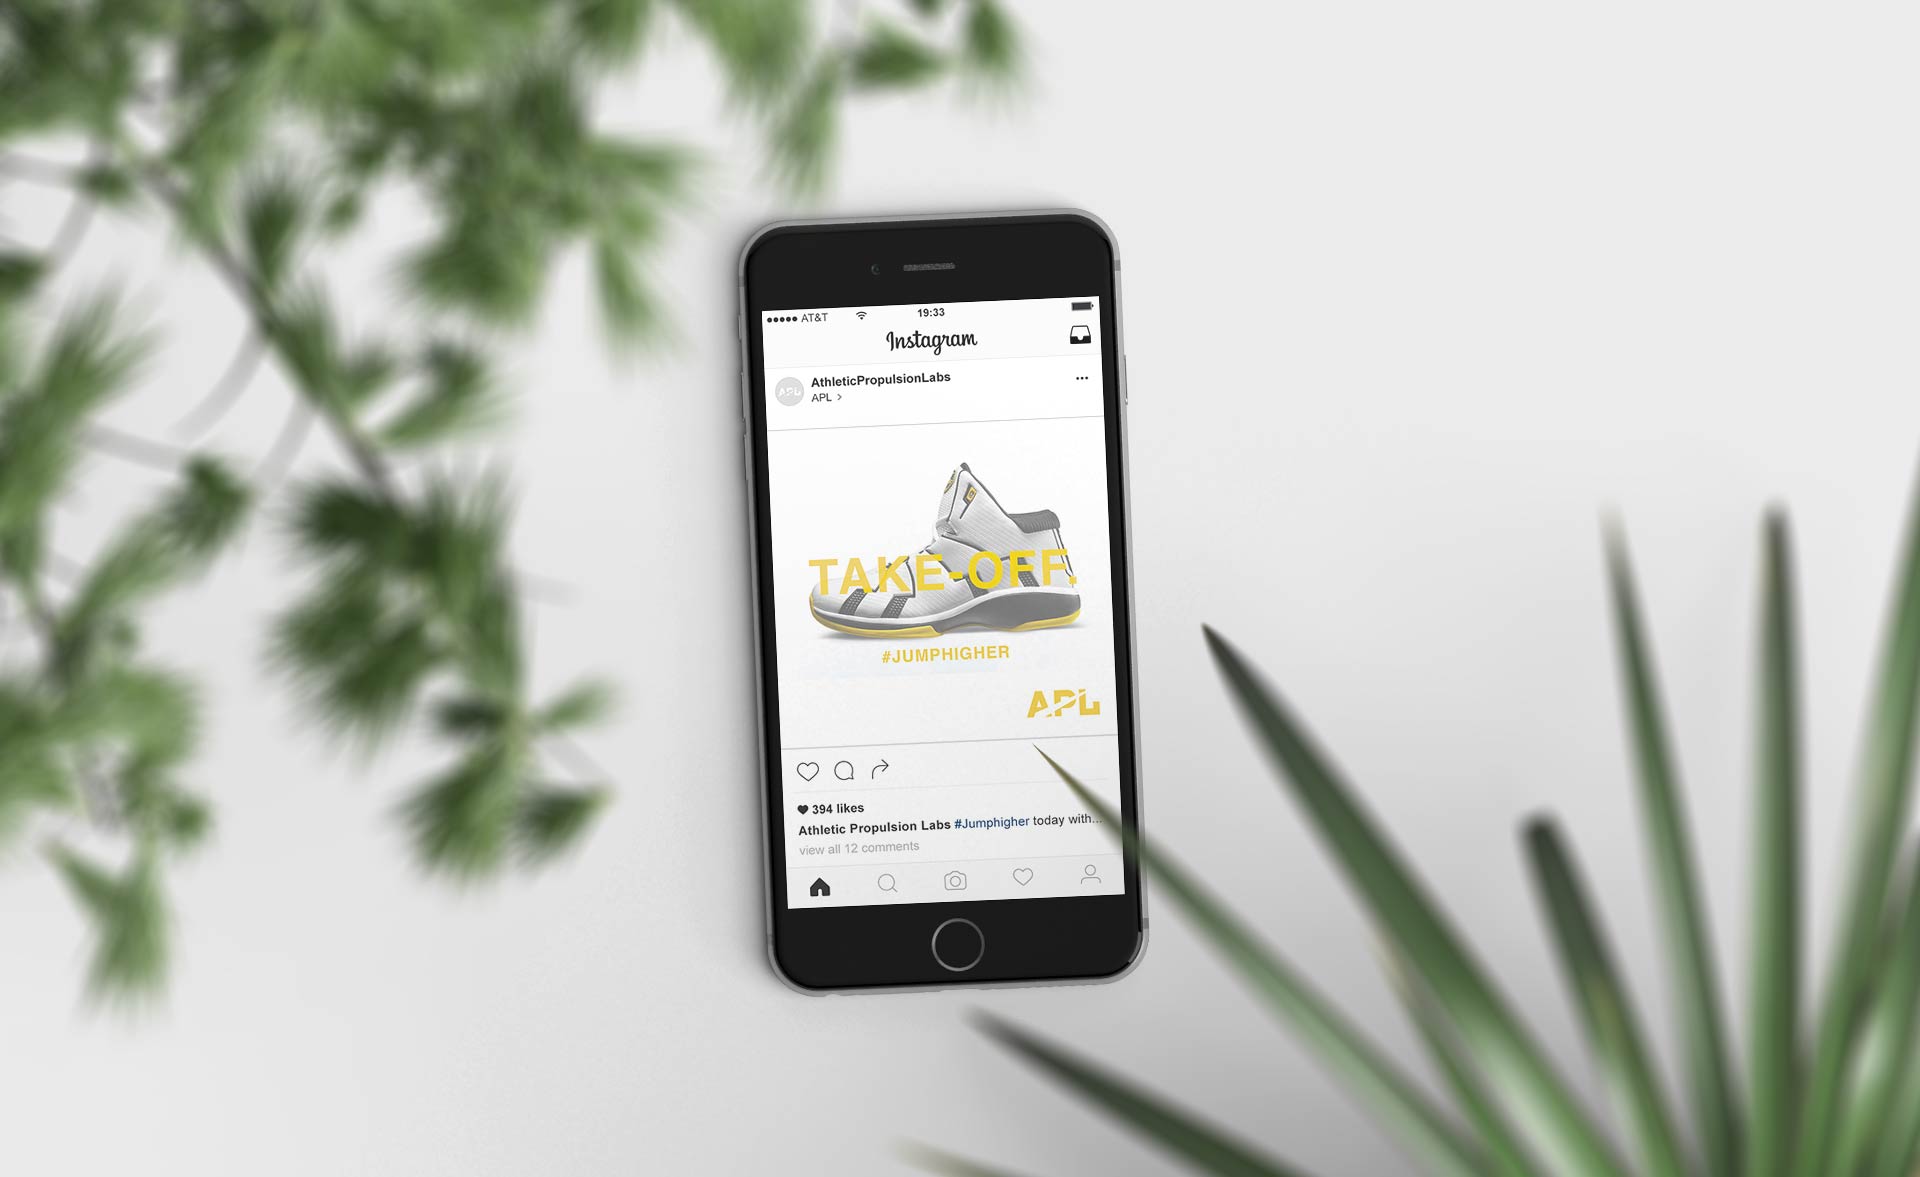 ●●●●● AT&T 19:33
Instagram
APL
AthleticPropulsionLabs
APL >
TAKE-OFF.
#JUMPHIGHER
APL
394 likes
Athletic Propulsion Labs #Jumphigher today with...
view all 12 comments